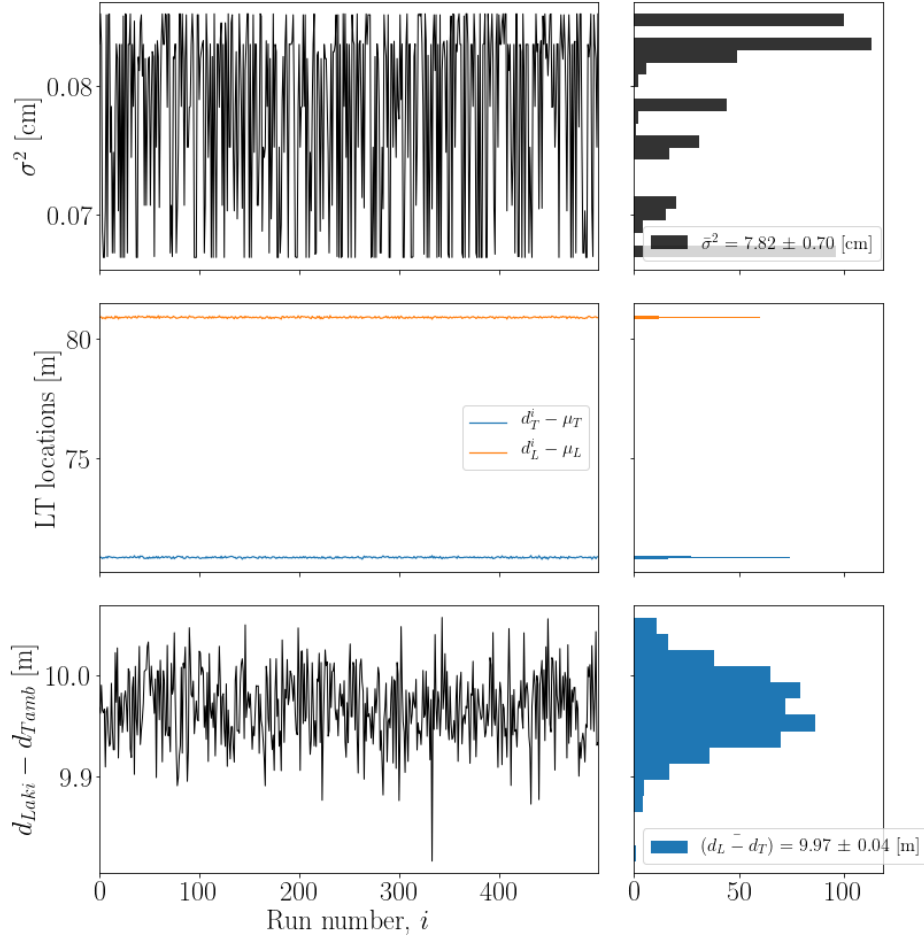 σ² [cm]
0.08
0.07
σ̄² = 7.82 ± 0.70 [cm]
LT locations [m]
80
75
dⁱ_T − μ_T
dⁱ_L − μ_L
d_Laki − d_Tamb [m]
10.0
9.9
(d_L −̄ d_T) = 9.97 ± 0.04 [m]
0 100 200 300 400
0 50 100
Run number, i